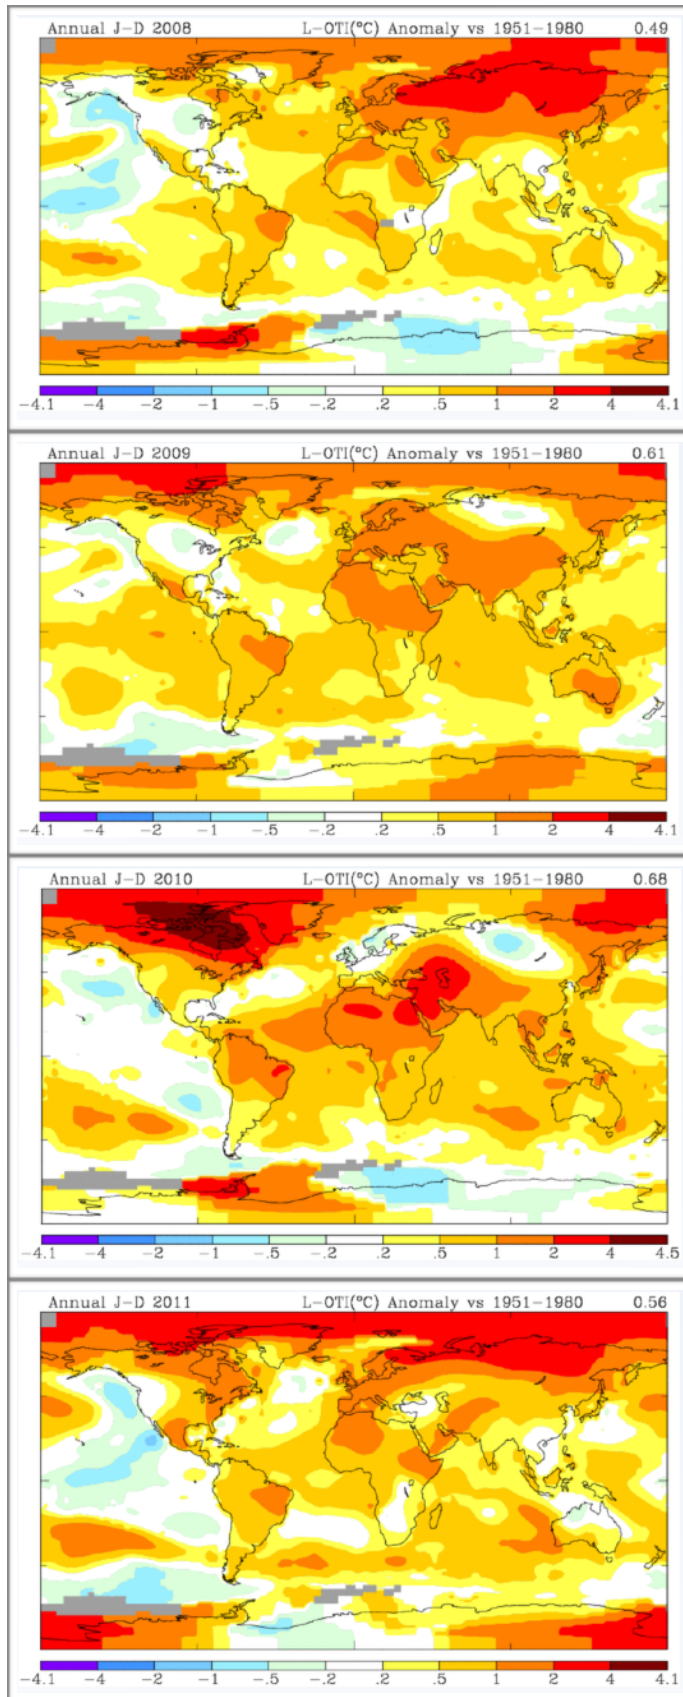 Annual J-D 2008 L-OTI(°C) Anomaly vs 1951-1980 0.49
-4.1 -4 -2 -1 -.5 -.2 .2 .5 1 2 4 4.1
Annual J-D 2009 L-OTI(°C) Anomaly vs 1951-1980 0.61
-4.1 -4 -2 -1 -.5 -.2 .2 .5 1 2 4 4.1
Annual J-D 2010 L-OTI(°C) Anomaly vs 1951-1980 0.68
-4.1 -4 -2 -1 -.5 -.2 .2 .5 1 2 4 4.5
Annual J-D 2011 L-OTI(°C) Anomaly vs 1951-1980 0.56
-4.1 -4 -2 -1 -.5 -.2 .2 .5 1 2 4 4.1